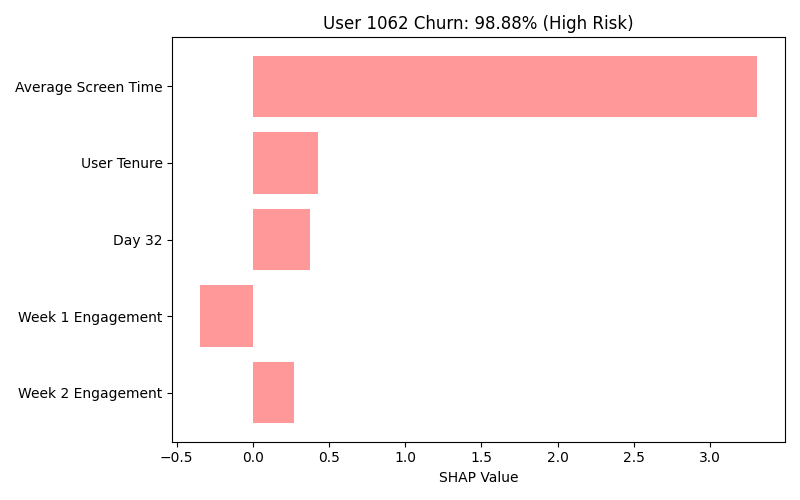 User 1062 Churn: 98.88% (High Risk)
Average Screen Time
User Tenure
Day 32
Week 1 Engagement
Week 2 Engagement
−0.5 0.0 0.5 1.0 1.5 2.0 2.5 3.0
SHAP Value